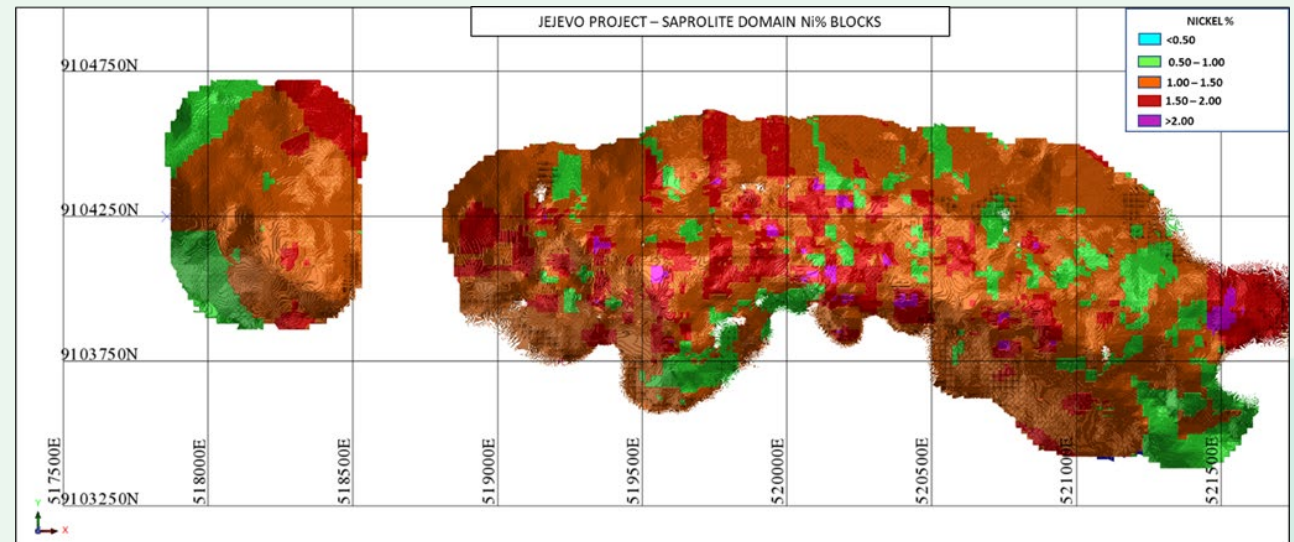 JEJEVO PROJECT – SAPROLITE DOMAIN Ni% BLOCKS
NICKEL %
<0.50
0.50 – 1.00
1.00 – 1.50
1.50 – 2.00
>2.00
9104750N
9104250N
9103750N
9103250N
517500E
518000E
518500E
519000E
519500E
520000E
520500E
521000E
521500E
Y
X